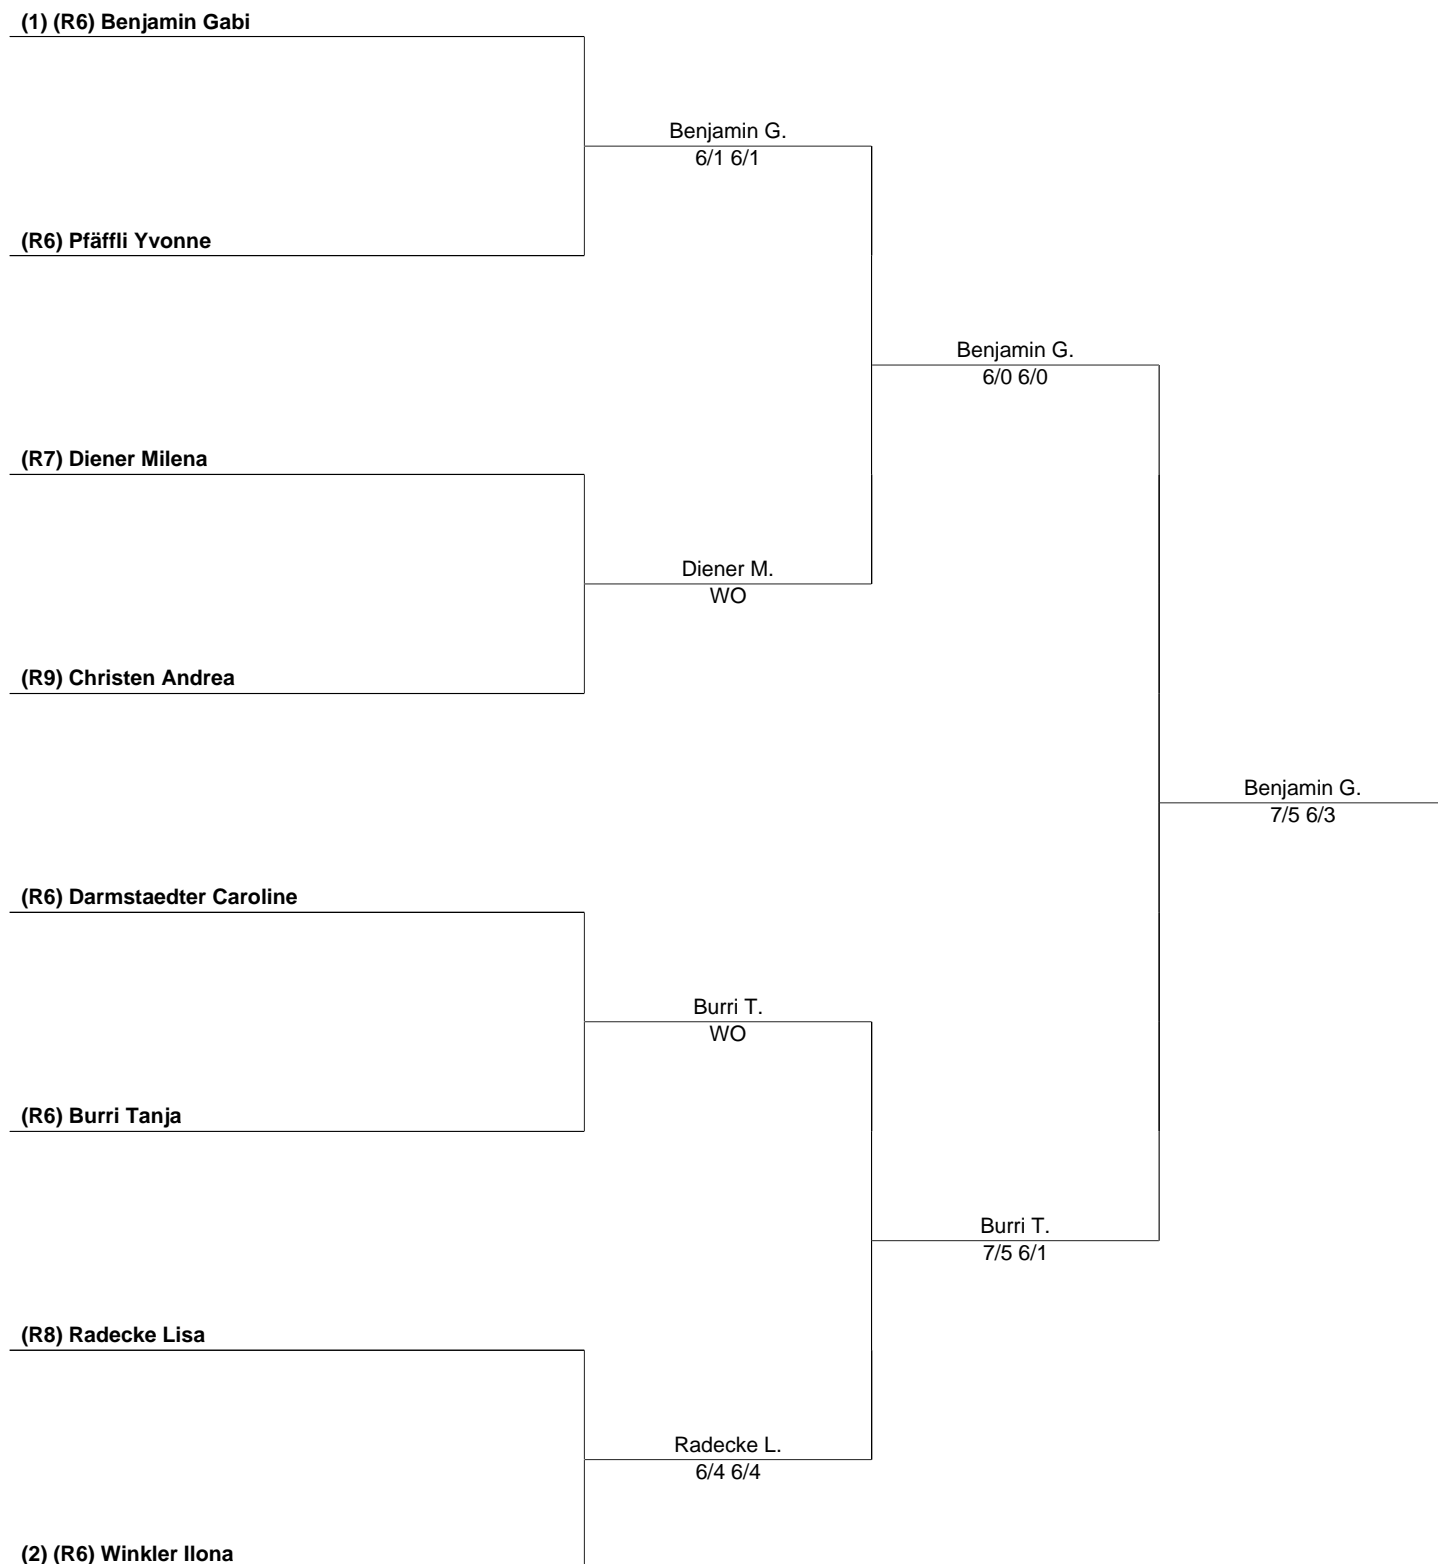 (1) (R6) Benjamin Gabi
Benjamin G.
6/1 6/1
(R6) Pfäffli Yvonne
Benjamin G.
6/0 6/0
(R7) Diener Milena
Diener M.
WO
(R9) Christen Andrea
Benjamin G.
7/5 6/3
(R6) Darmstaedter Caroline
Burri T.
WO
(R6) Burri Tanja
Burri T.
7/5 6/1
(R8) Radecke Lisa
Radecke L.
6/4 6/4
(2) (R6) Winkler Ilona